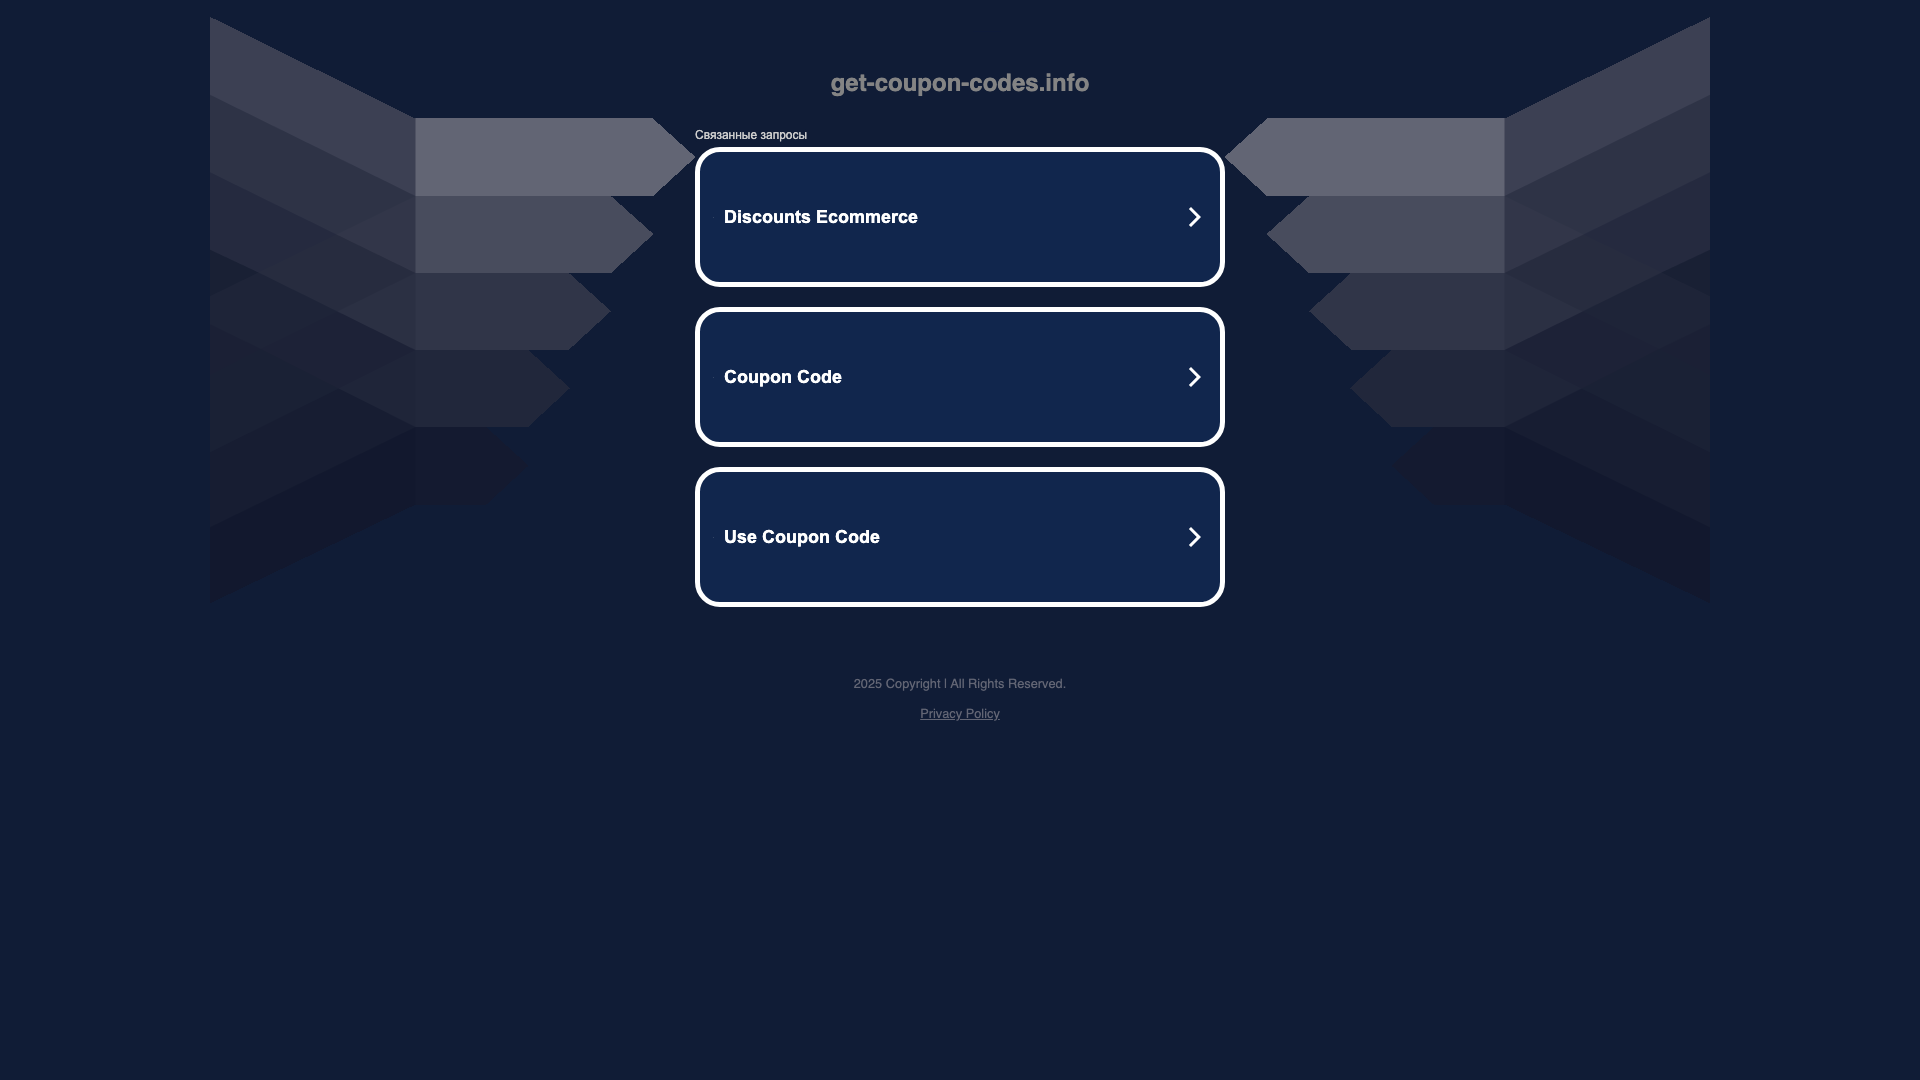 get-coupon-codes.info
Связанные запросы
Discounts Ecommerce
Coupon Code
Use Coupon Code
2025 Copyright | All Rights Reserved.
Privacy Policy